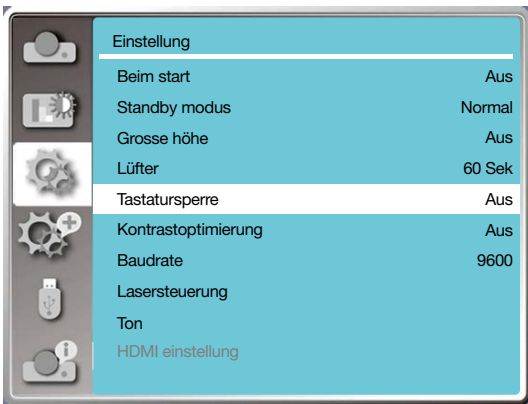 Einstellung
Beim start Aus
Standby modus Normal
Grosse höhe Aus
Lüfter 60 Sek
Tastatursperre Aus
Kontrastoptimierung Aus
Baudrate 9600
Lasersteuerung
Ton
HDMI einstellung